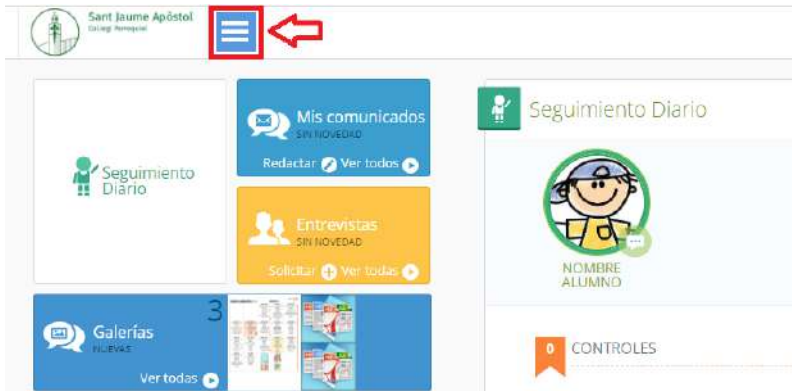 Sant Jaume Apòstol
Col·legi Parroquial
Seguimiento
Diario
Mis comunicados
SIN NOVEDAD
Redactar Ver todos
Entrevistas
SIN NOVEDAD
Solicitar Ver todas
Galerías
NUEVAS
3
Ver todas
Seguimiento Diario
NOMBRE
ALUMNO
0 CONTROLES